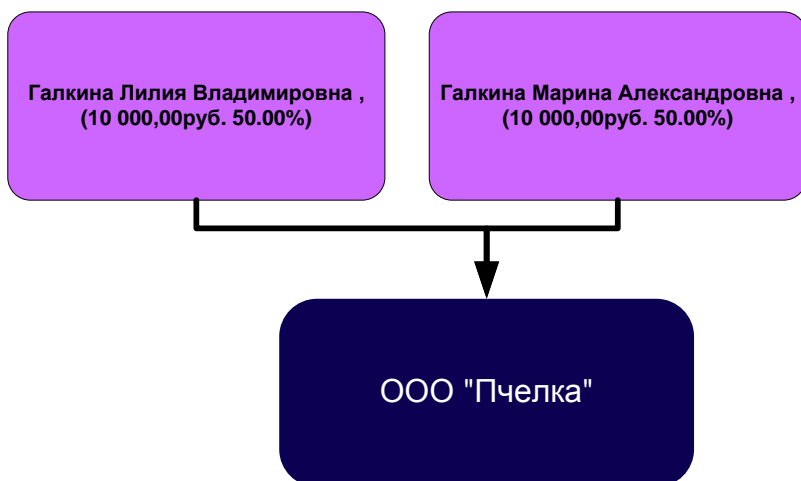 Галкина Лилия Владимировна ,
(10 000,00руб. 50.00%)
Галкина Марина Александровна ,
(10 000,00руб. 50.00%)
ООО "Пчелка"